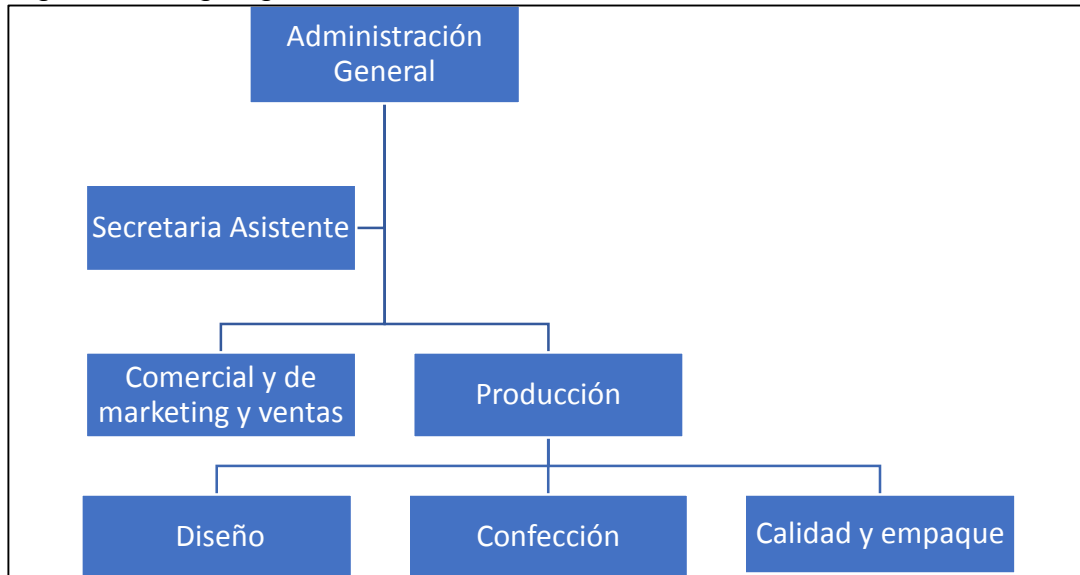 Administración
General
Secretaria Asistente
Comercial y de
marketing y ventas
Producción
Diseño
Confección
Calidad y empaque